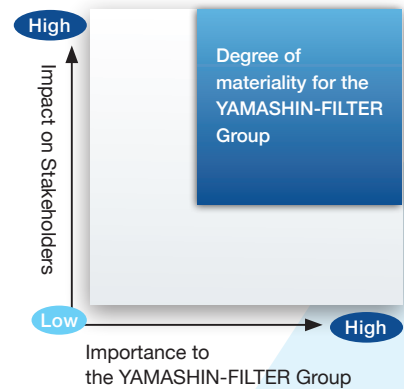 High
Degree of
materiality for the
YAMASHIN-FILTER
Group
Impact on Stakeholders
Low
High
Importance to
the YAMASHIN-FILTER Group